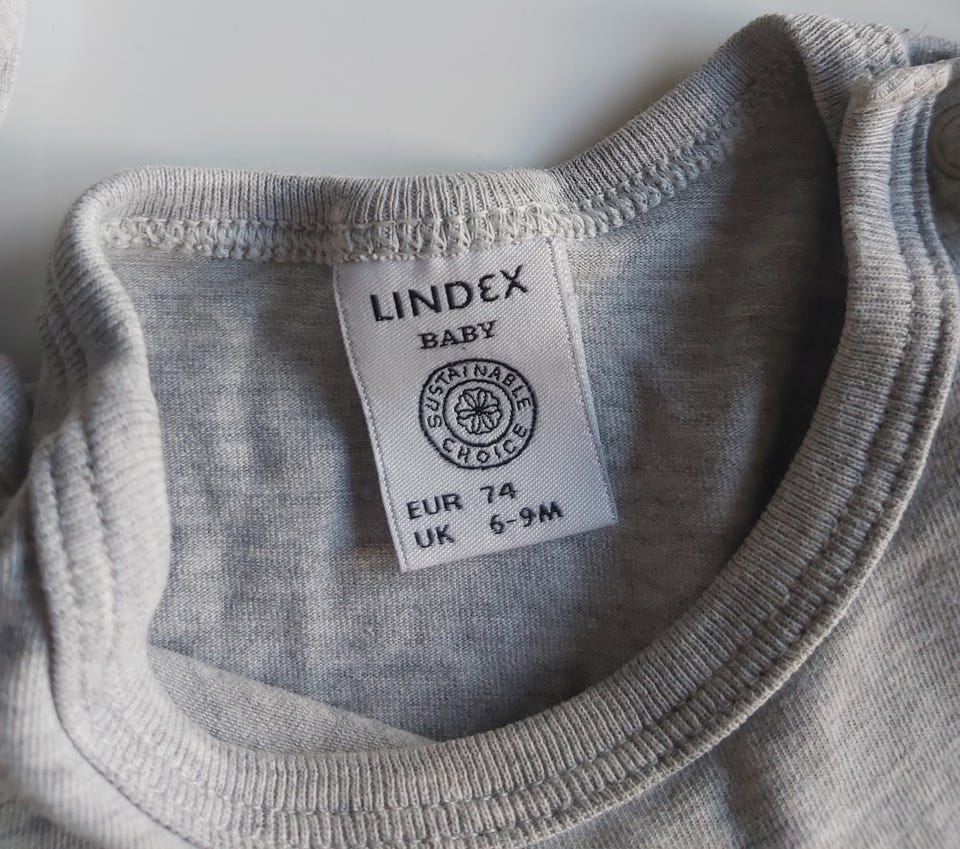 LINDEX
BABY
SUSTAINABLE
CHOICE
EUR 74
UK 6-9M